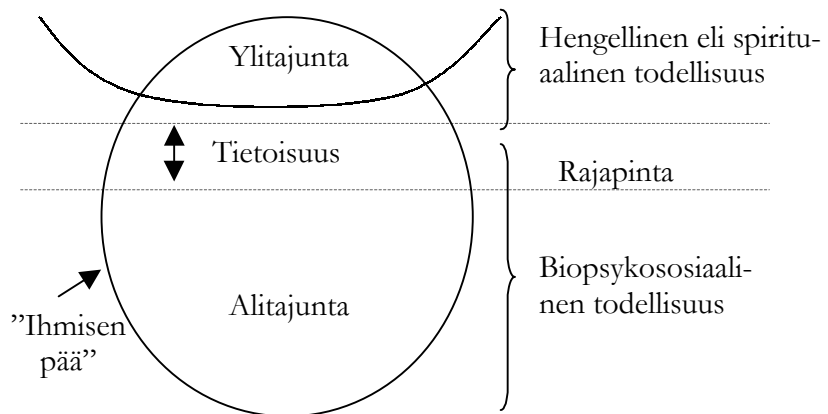 Ylitajunta
Hengellinen eli spiritu-
aalinen todellisuus
Tietoisuus
Rajapinta
Alitajunta
Biopsykososiaali-
nen todellisuus
”Ihmisen
pää”